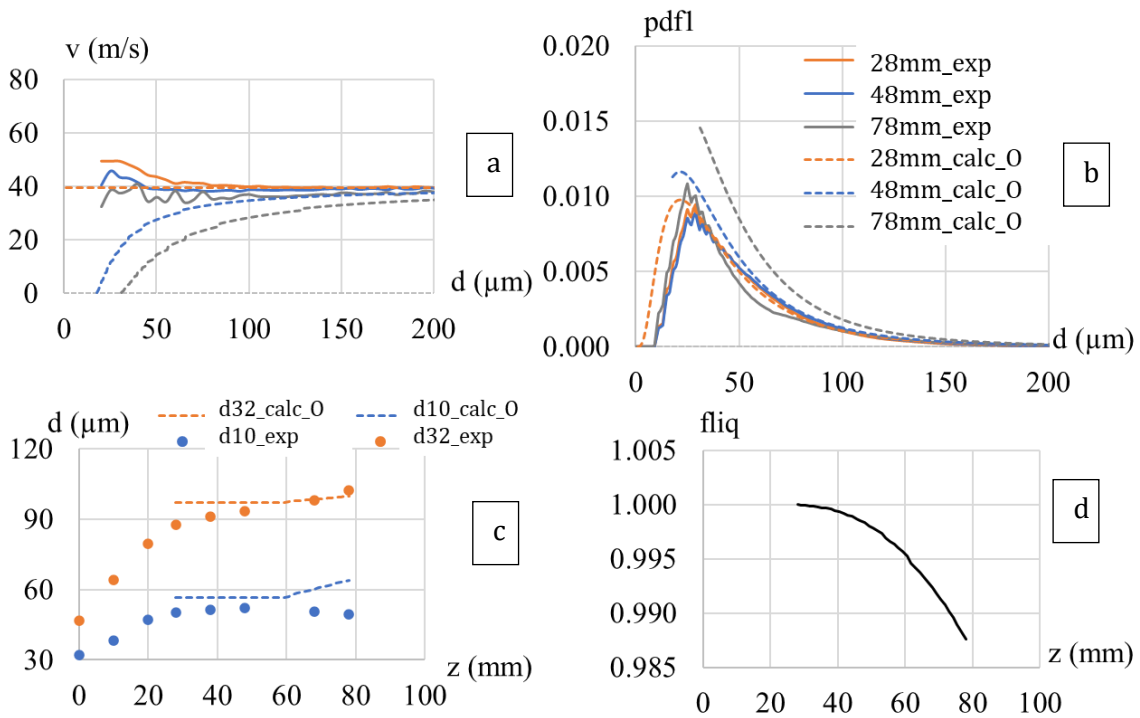 v (m/s)
80
60
40
20
0
0 50 100 150 200
d (µm)
a
pdf1
0.020
0.015
0.010
0.005
0.000
0 50 100 150 200
d (µm)
28mm_exp
48mm_exp
78mm_exp
28mm_calc_O
48mm_calc_O
78mm_calc_O
b
d (µm)
d32_calc_O d10_calc_O
d10_exp d32_exp
120
90
60
30
0 20 40 60 80 100
z (mm)
c
fliq
1.005
1.000
0.995
0.990
0.985
0 20 40 60 80 100
z (mm)
d